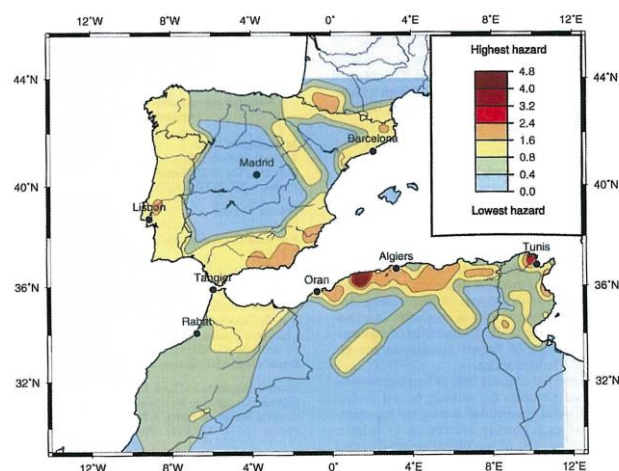 12°W 8°W 4°W 0° 4°E 8°E 12°E
Highest hazard
44°N
44°N
4.8
4.0
3.2
2.4
1.6
0.8
0.4
0.0
Barcelona
Madrid
40°N
40°N
Lisbon
Lowest hazard
Tunis
Algiers
Tangier
Oran
36°N
36°N
Rabat
32°N
32°N
12°W 8°W 4°W 0° 4°E 8°E 12°E